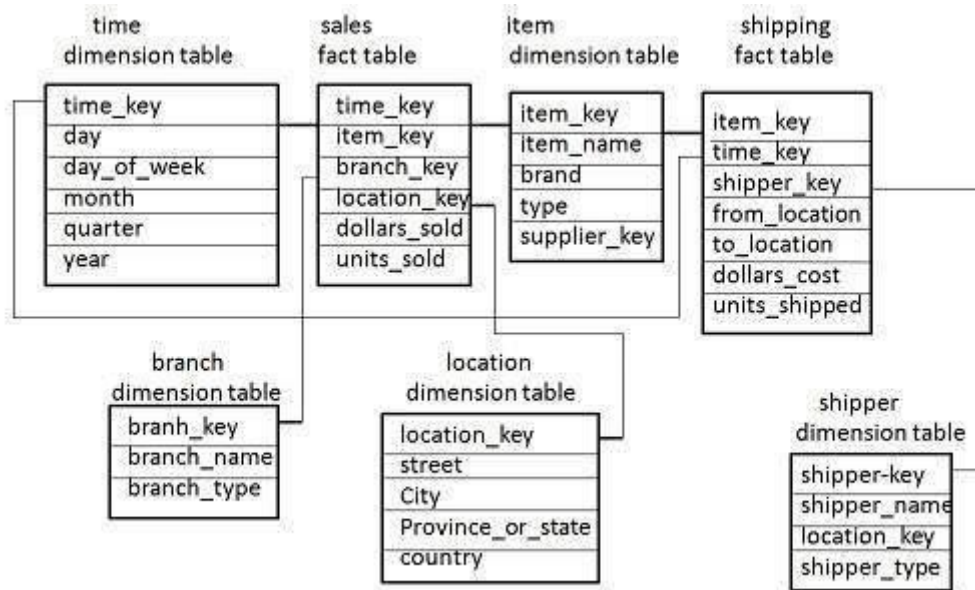 time
dimension table
time_key
day
day_of_week
month
quarter
year
sales
fact table
time_key
item_key
branch_key
location_key
dollars_sold
units_sold
item
dimension table
item_key
item_name
brand
type
supplier_key
shipping
fact table
item_key
time_key
shipper_key
from_location
to_location
dollars_cost
units_shipped
branch
dimension table
branh_key
branch_name
branch_type
location
dimension table
location_key
street
City
Province_or_state
country
shipper
dimension table
shipper-key
shipper_name
location_key
shipper_type